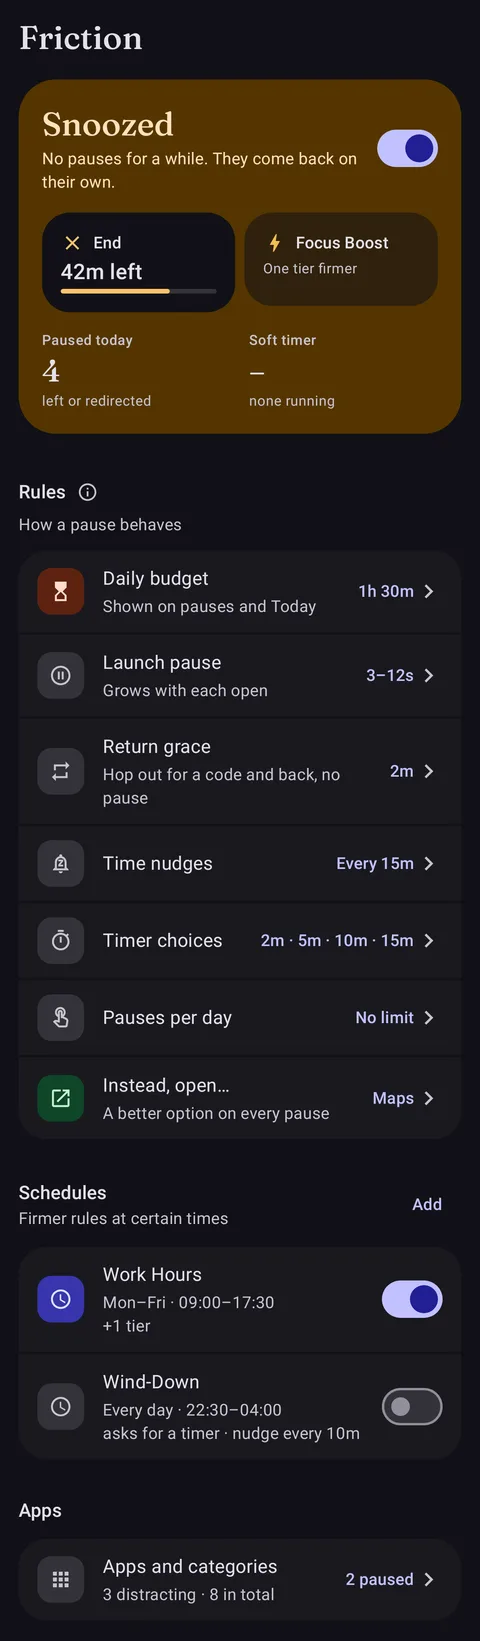 Friction
Snoozed
No pauses for a while. They come back on
their own.
End
42m left
Focus Boost
One tier firmer
Paused today
4
left or redirected
Soft timer
–
none running
Rules
How a pause behaves
Daily budget
Shown on pauses and Today
1h 30m
Launch pause
Grows with each open
3–12s
Return grace
Hop out for a code and back, no
pause
2m
Time nudges
Every 15m
Timer choices
2m · 5m · 10m · 15m
Pauses per day
No limit
Instead, open…
A better option on every pause
Maps
Schedules
Firmer rules at certain times
Add
Work Hours
Mon–Fri · 09:00–17:30
+1 tier
Wind-Down
Every day · 22:30–04:00
asks for a timer · nudge every 10m
Apps
Apps and categories
3 distracting · 8 in total
2 paused